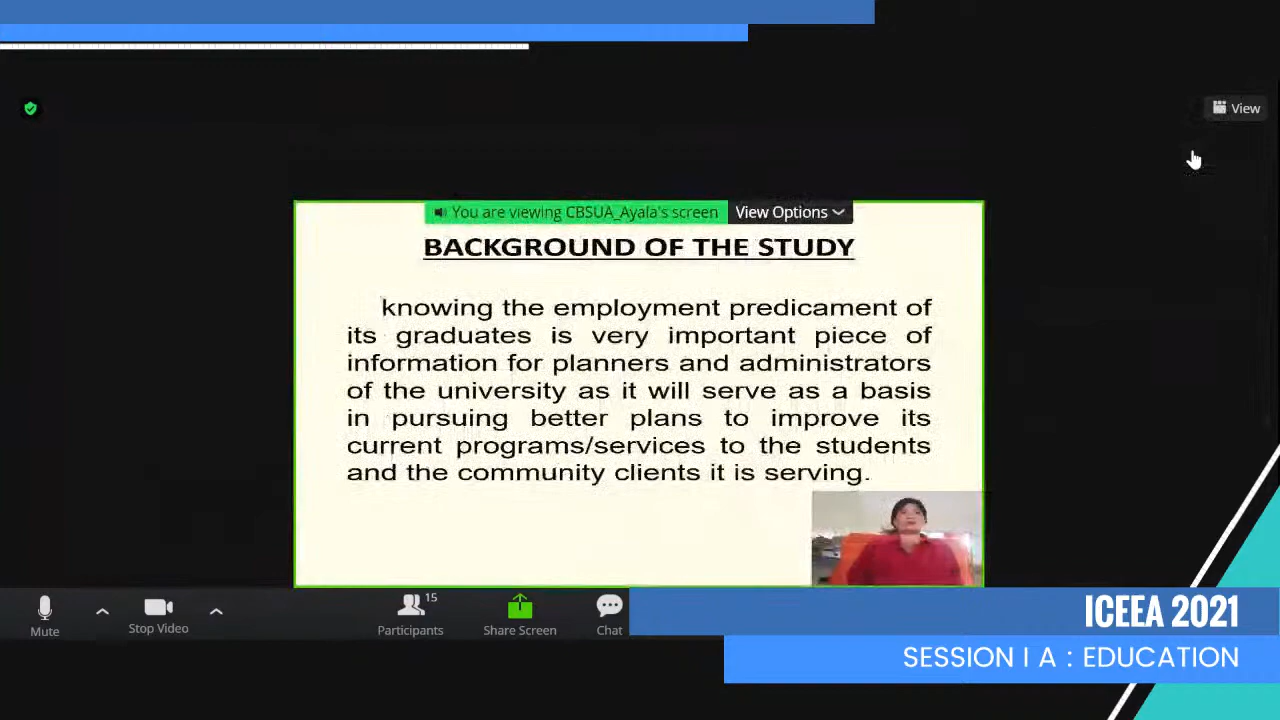 View
You are viewing CBSUA_Ayala's screen
View Options
BACKGROUND OF THE STUDY
knowing the employment predicament of
its graduates is very important piece of
information for planners and administrators
of the university as it will serve as a basis
in pursuing better plans to improve its
current programs/services to the students
and the community clients it is serving.
Mute
Stop Video
15
Participants
Share Screen
Chat
ICEEA 2021
SESSION I A : EDUCATION